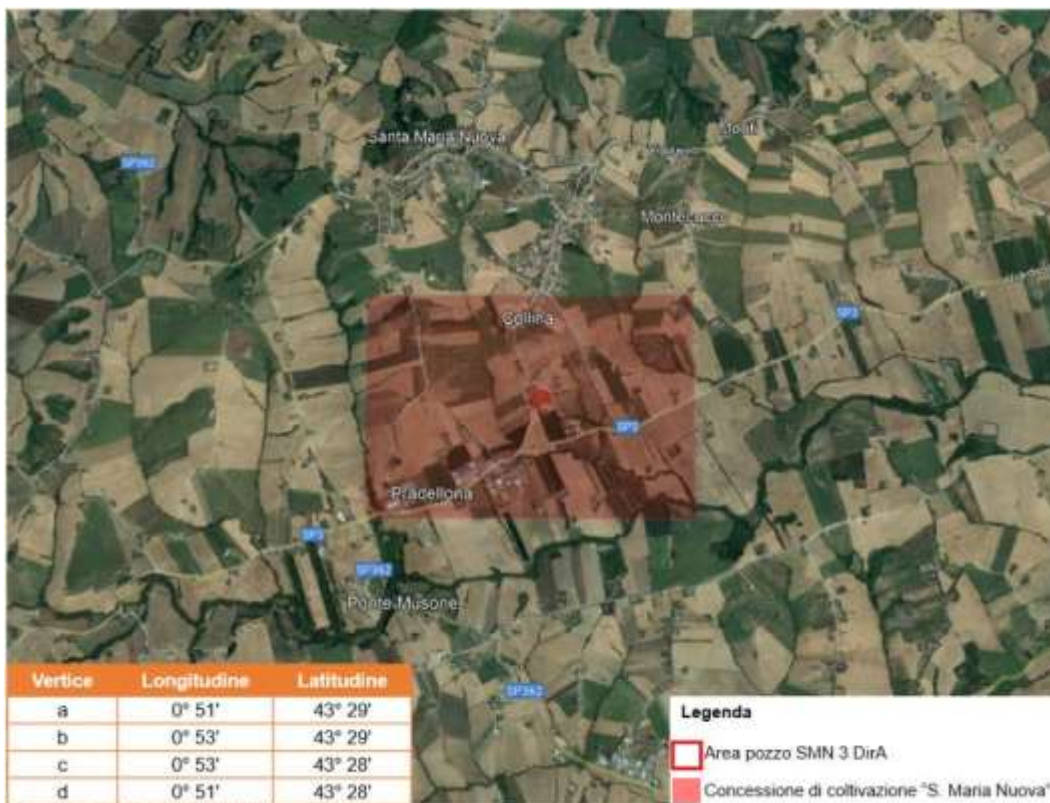 Santa Maria Nuova
SP362
Montecucco
SP3
Collina
SP3
Pradellona
SP3
SP362
Ponte Musone
SP362
Vertice Longitudine Latitudine
a 0° 51' 43° 29'
b 0° 53' 43° 29'
c 0° 53' 43° 28'
d 0° 51' 43° 28'
Legenda
Area pozzo SMN 3 DirA
Concessione di coltivazione "S. Maria Nuova"